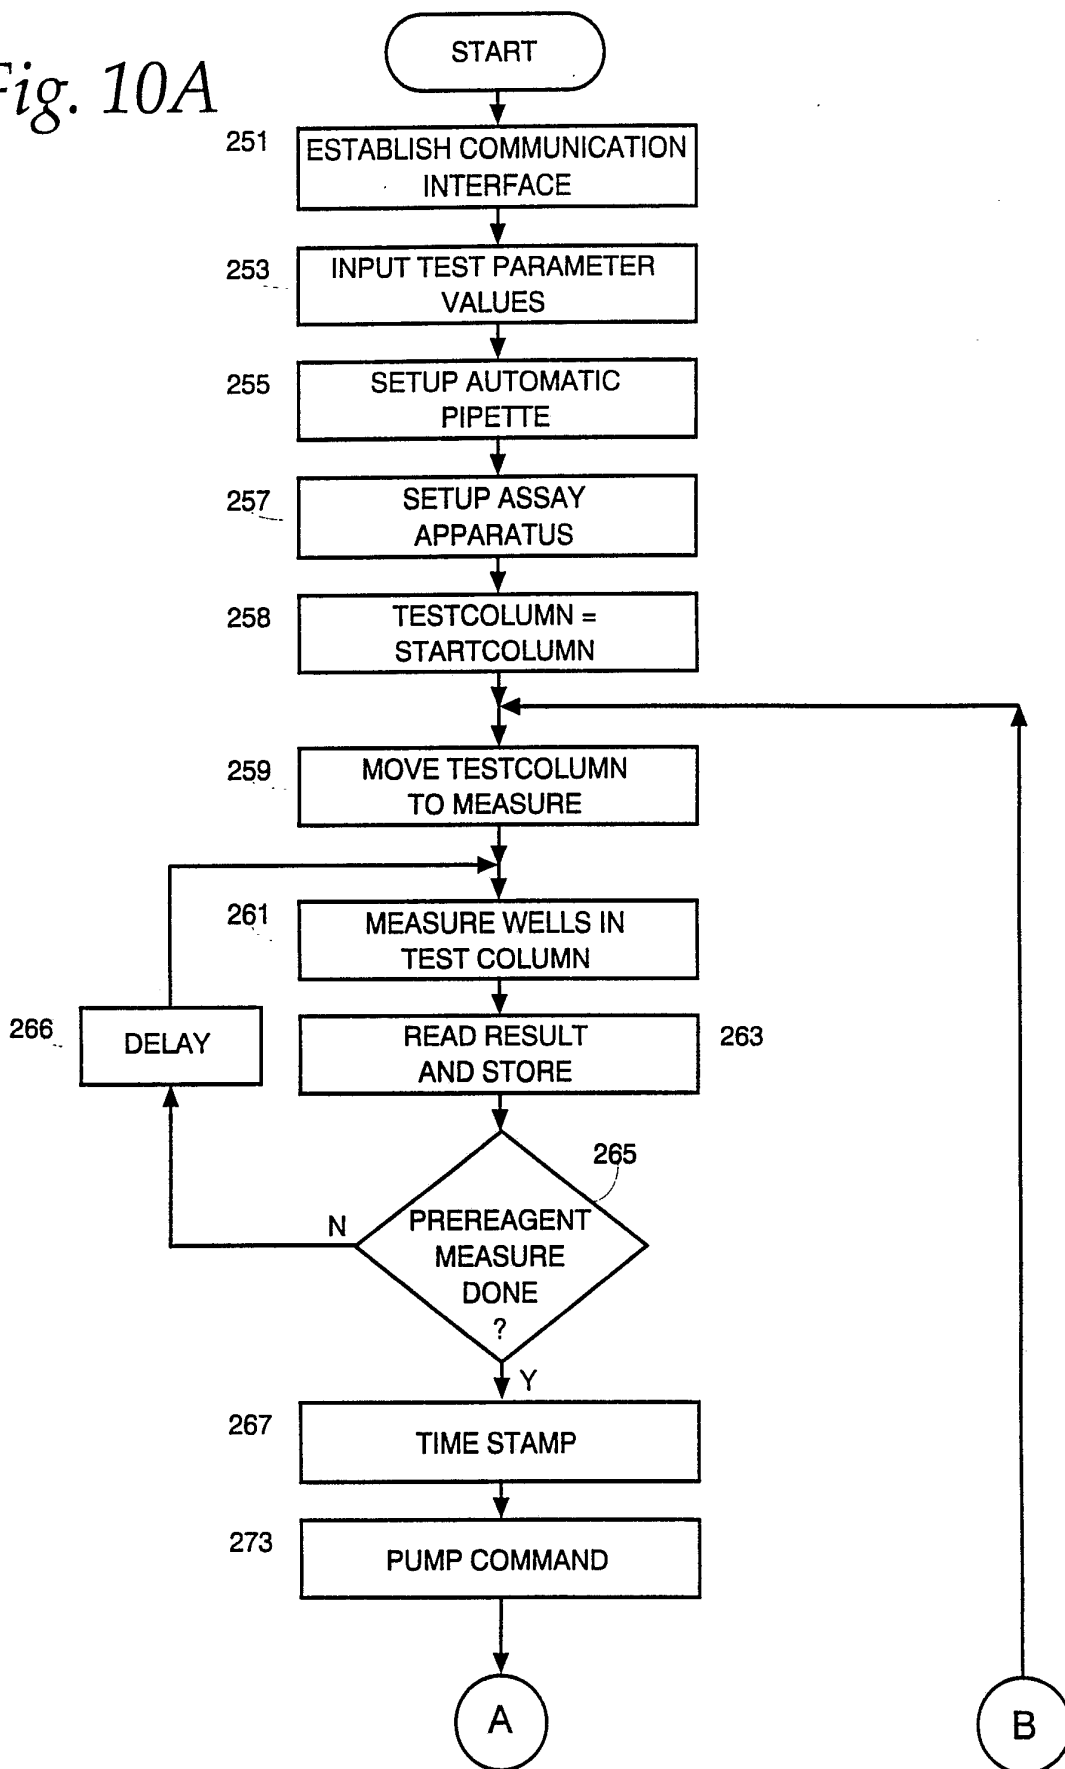 Fig. 10A
START
251
ESTABLISH COMMUNICATION
INTERFACE
253
INPUT TEST PARAMETER
VALUES
255
SETUP AUTOMATIC
PIPETTE
257
SETUP ASSAY
APPARATUS
258
TESTCOLUMN =
STARTCOLUMN
259
MOVE TESTCOLUMN
TO MEASURE
261
MEASURE WELLS IN
TEST COLUMN
266
DELAY
READ RESULT
AND STORE
263
265
N
PREREAGENT
MEASURE
DONE
?
Y
267
TIME STAMP
273
PUMP COMMAND
A
B